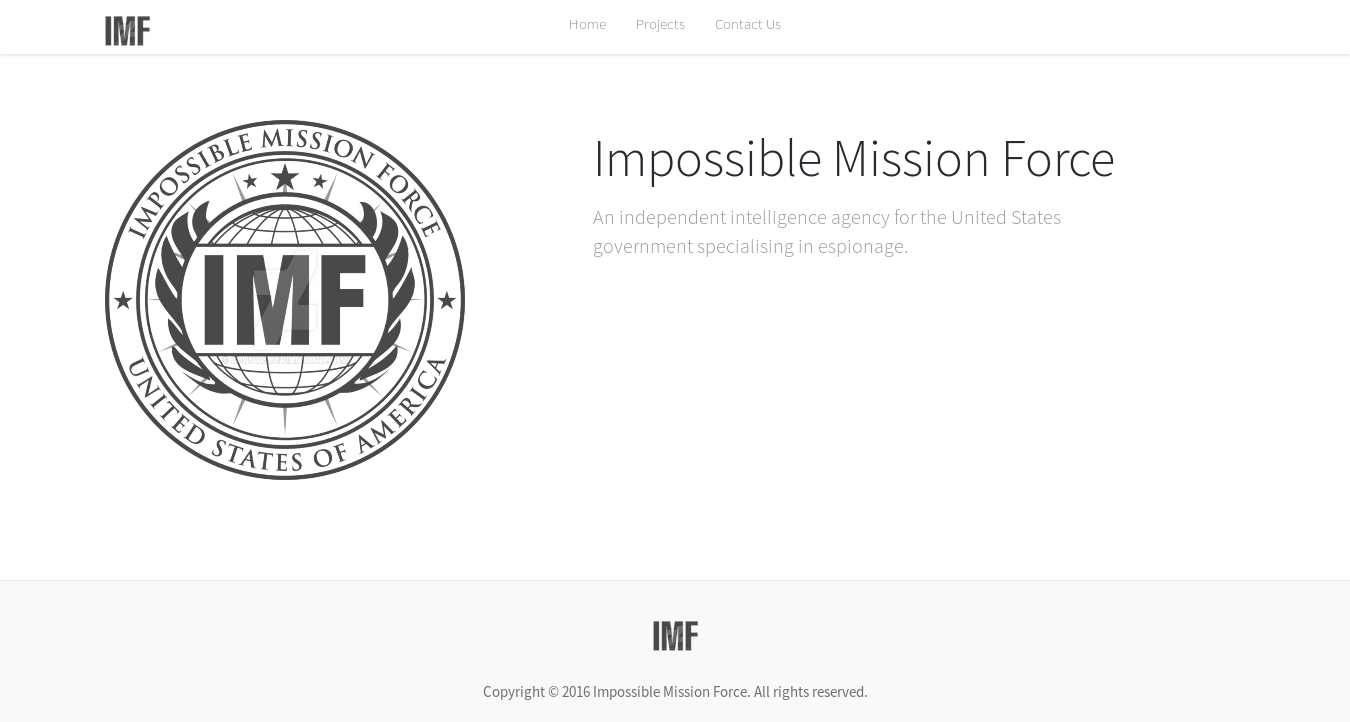 IMF
Home
Projects
Contact Us
IMPOSSIBLE MISSION FORCE
IMF
UNITED STATES OF AMERICA
Impossible Mission Force
An independent intelligence agency for the United States
government specialising in espionage.
IMF
Copyright © 2016 Impossible Mission Force. All rights reserved.